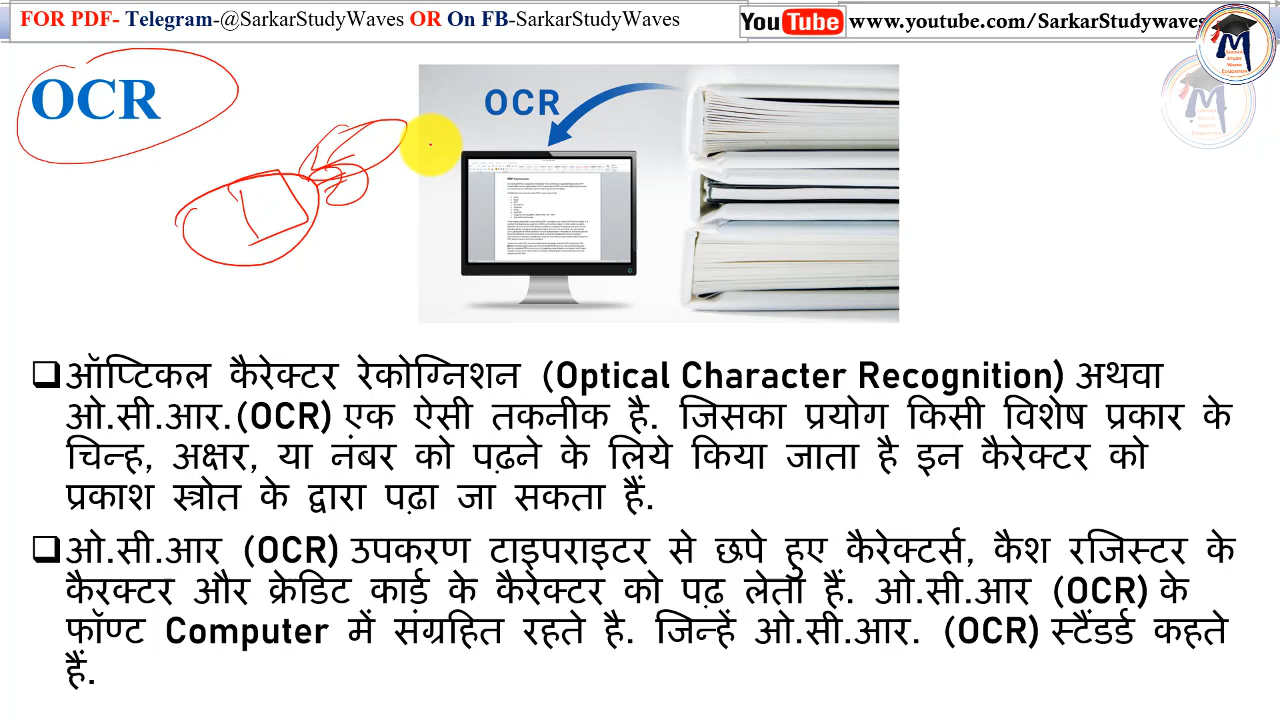 FOR PDF- Telegram-@SarkarStudyWaves OR On FB-SarkarStudyWaves
YouTube www.youtube.com/SarkarStudywaves
OCR
OCR
ऑप्टिकल कैरेक्टर रेकोग्निशन (Optical Character Recognition) अथवा
ओ.सी.आर.(OCR) एक ऐसी तकनीक है. जिसका प्रयोग किसी विशेष प्रकार के
चिन्ह, अक्षर, या नंबर को पढ़ने के लिये किया जाता है इन कैरेक्टर को
प्रकाश स्त्रोत के द्वारा पढ़ा जा सकता हैं.
ओ.सी.आर (OCR) उपकरण टाइपराइटर से छपे हुए कैरेक्टर्स, कैश रजिस्टर के
कैरक्टर और क्रेडिट कार्ड के कैरेक्टर को पढ़ लेता हैं. ओ.सी.आर (OCR) के
फॉण्ट Computer में संग्रहित रहते है. जिन्हें ओ.सी.आर. (OCR) स्टैंडर्ड कहते
हैं.